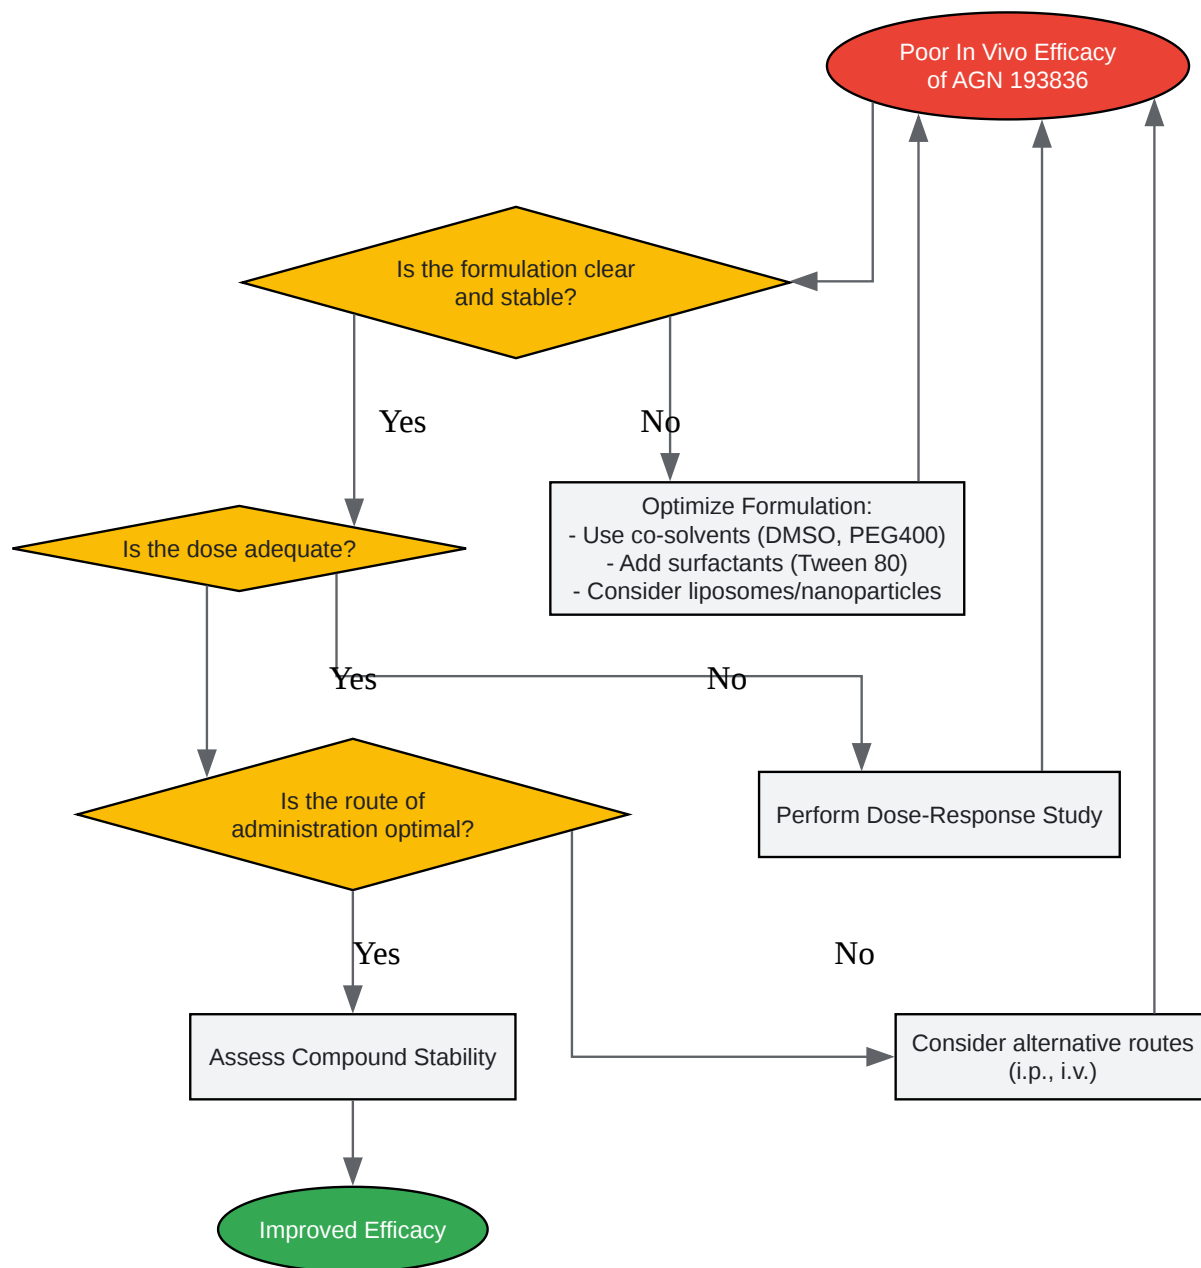 Poor In Vivo Efficacy
of AGN 193836
Is the formulation clear
and stable?
Yes
No
Optimize Formulation:
- Use co-solvents (DMSO, PEG400)
- Add surfactants (Tween 80)
- Consider liposomes/nanoparticles
Is the dose adequate?
Yes
No
Is the route of
administration optimal?
Perform Dose-Response Study
Yes
No
Assess Compound Stability
Consider alternative routes
(i.p., i.v.)
Improved Efficacy